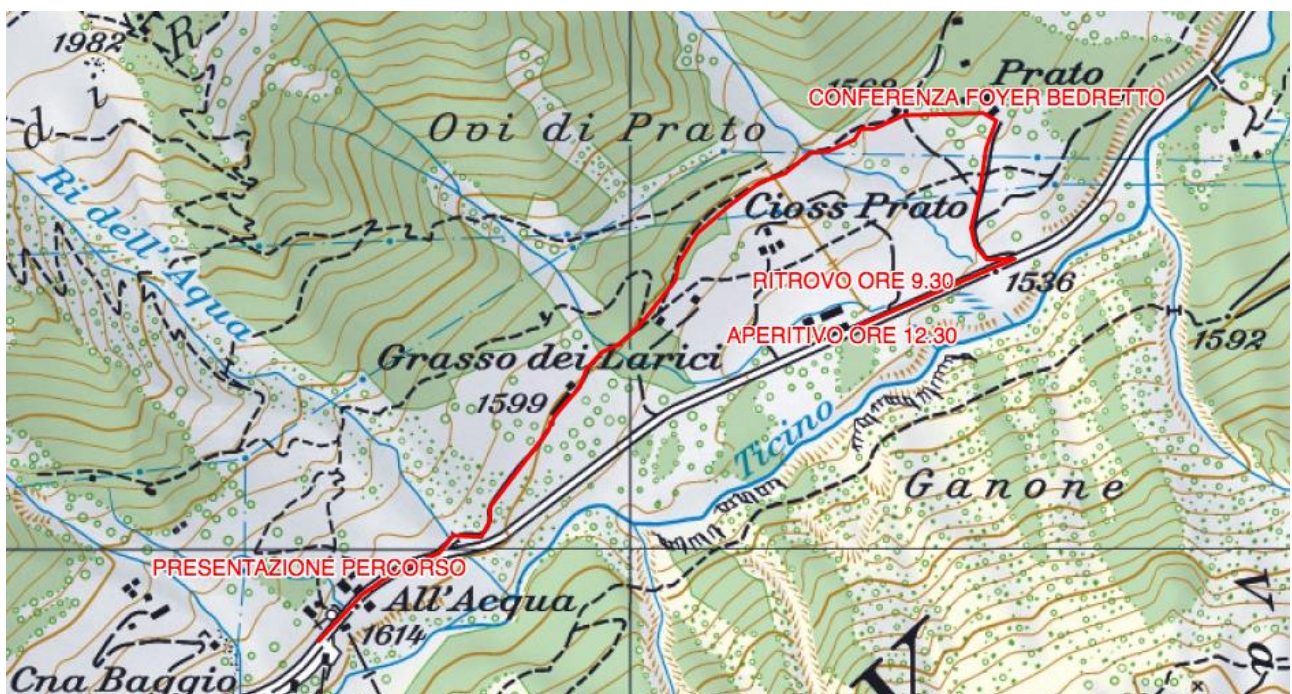 1982
di R
Prato
CONFERENZA FOYER BEDRETTO
Ovi di Prato
Ri dell'Aqua
Cioss Prato
RITROVO ORE 9.30
1536
APERITIVO ORE 12:30
1592
Grasso dei Larici
1599
Ticino
Ganone
PRESENTAZIONE PERCORSO
All'Acqua
1614
Cna Baggio
V
a